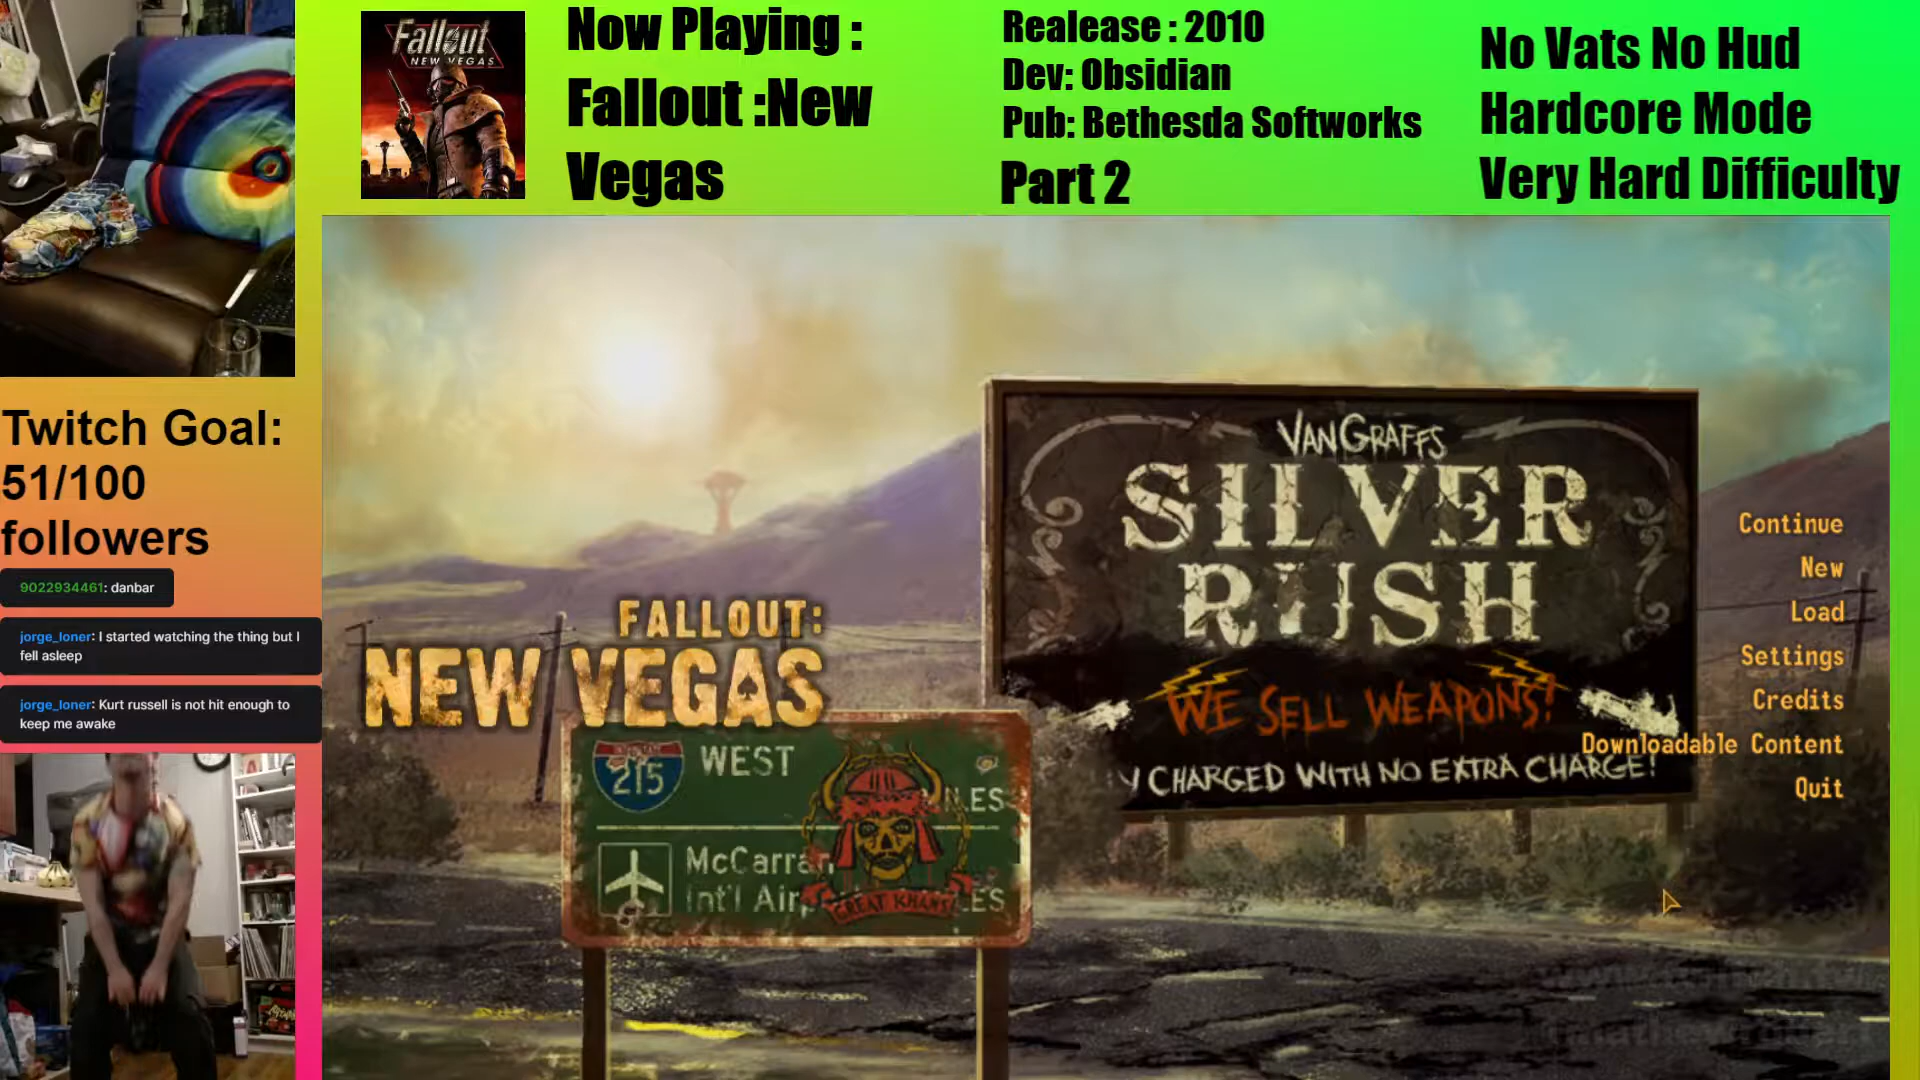 Fallout
NEW VEGAS
Now Playing :
Fallout :New
Vegas
Realease : 2010
Dev: Obsidian
Pub: Bethesda Softworks
Part 2
No Vats No Hud
Hardcore Mode
Very Hard Difficulty
Twitch Goal:
51/100
followers
9022934461: danbar
jorge_loner: I started watching the thing but I
fell asleep
jorge_loner: Kurt russell is not hit enough to
keep me awake
FALLOUT:
NEW VEGAS
215
WEST
McCarran
Int'l Airp
GREAT KHANS
VANGRAFFS
SILVER
RUSH
WE SELL WEAPONS!
Y CHARGED WITH NO EXTRA CHARGE!
Continue
New
Load
Settings
Credits
Downloadable Content
Quit